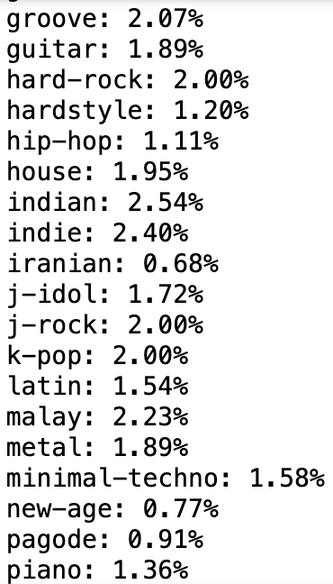 groove: 2.07%
guitar: 1.89%
hard-rock: 2.00%
hardstyle: 1.20%
hip-hop: 1.11%
house: 1.95%
indian: 2.54%
indie: 2.40%
iranian: 0.68%
j-idol: 1.72%
j-rock: 2.00%
k-pop: 2.00%
latin: 1.54%
malay: 2.23%
metal: 1.89%
minimal-techno: 1.58%
new-age: 0.77%
pagode: 0.91%
piano: 1.36%